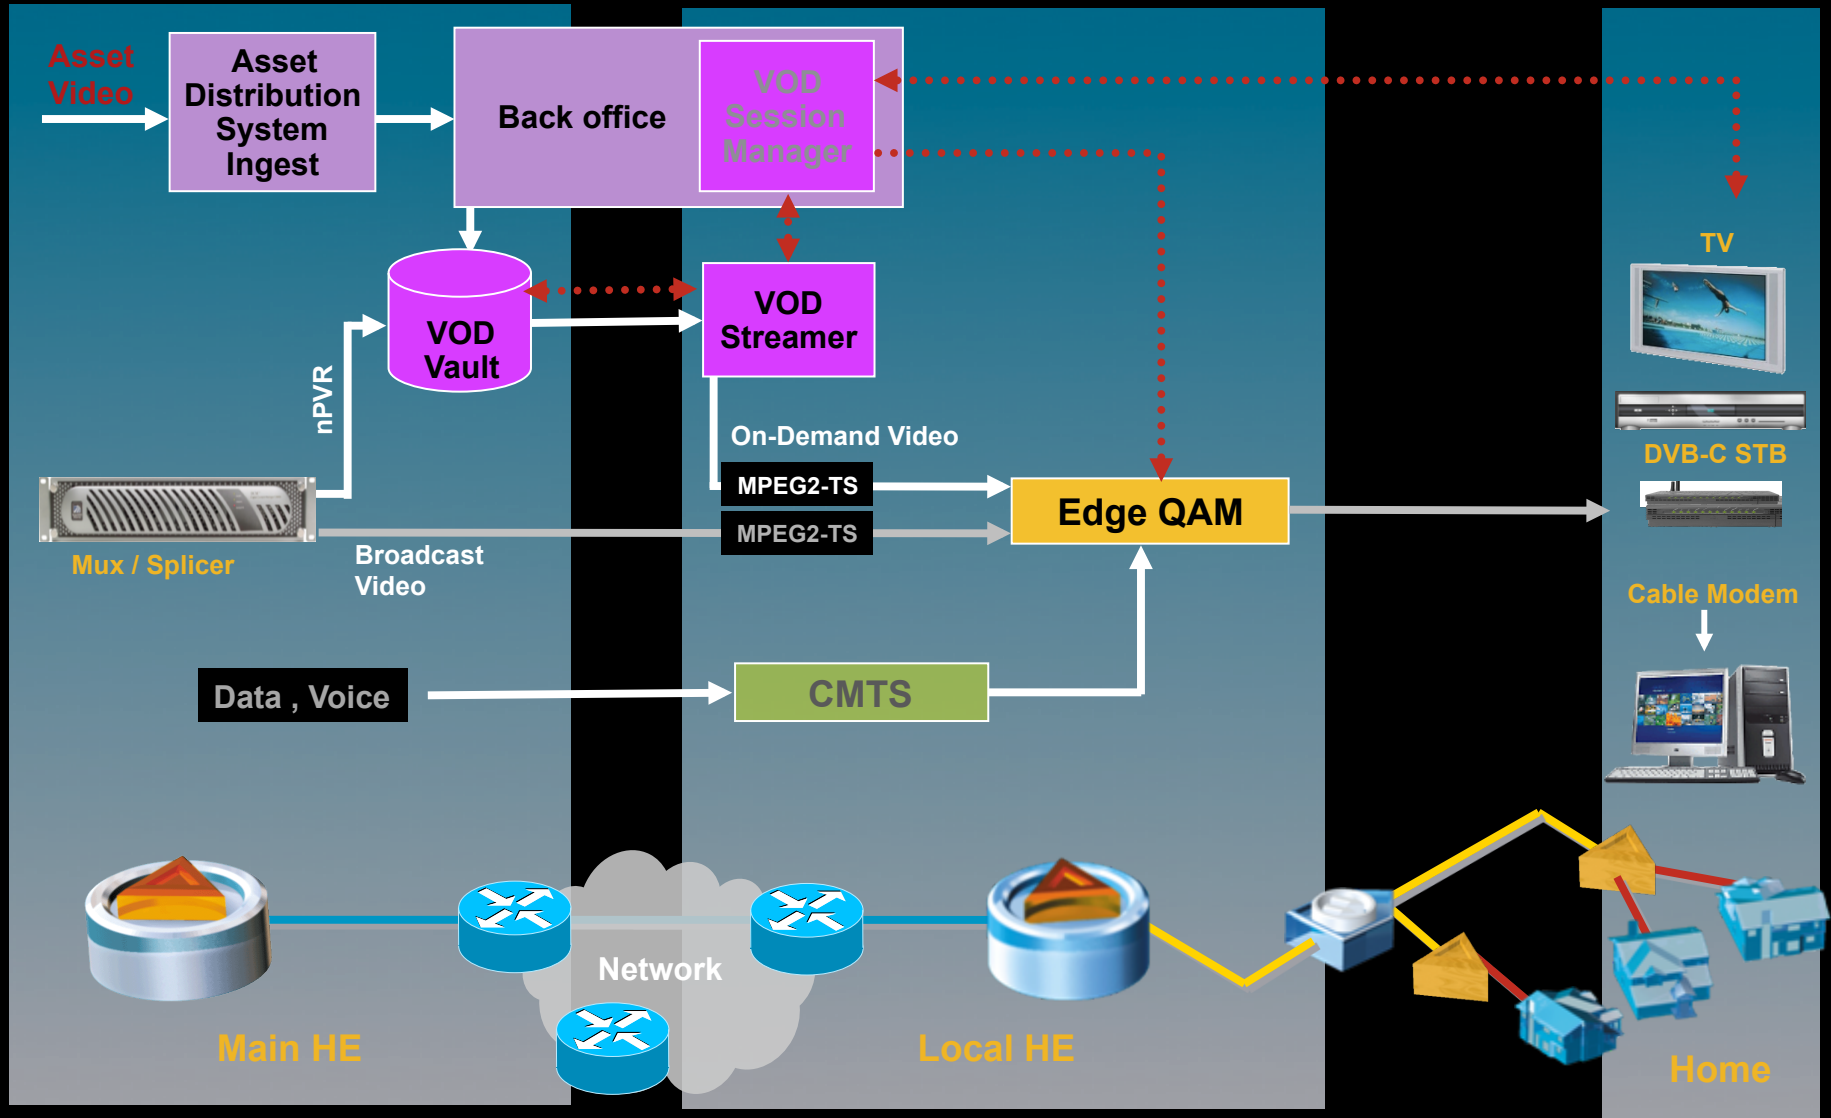 Asset
Video
Asset
Distribution
System
Ingest
Back office
VOD
Session
Manager
TV
VOD
Vault
VOD
Streamer
nPVR
On-Demand Video
DVB-C STB
MPEG2-TS
Edge QAM
MPEG2-TS
Mux / Splicer
Broadcast
Video
Cable Modem
Data , Voice
CMTS
Network
Main HE
Local HE
Home